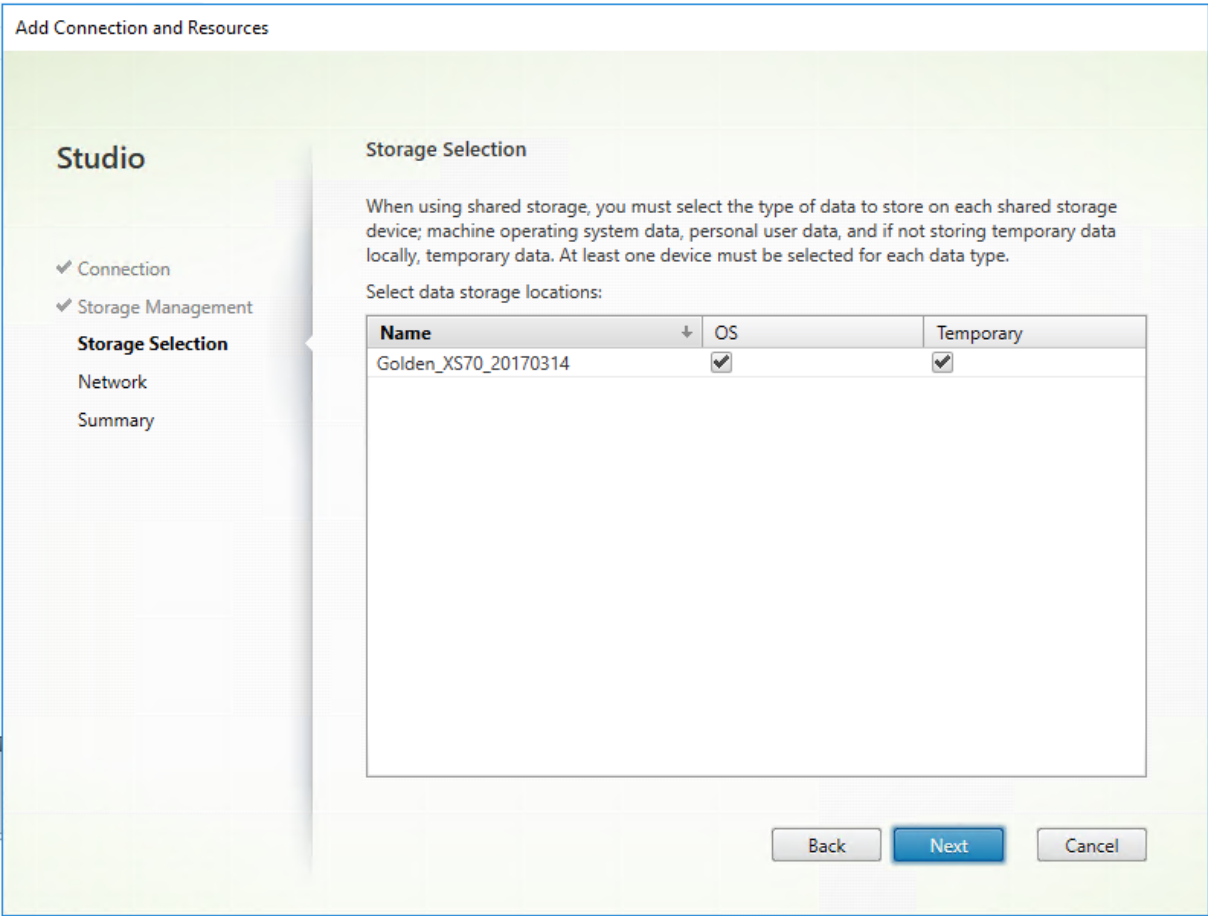 Add Connection and Resources
Studio
Connection
Storage Management
Storage Selection
Network
Summary
Storage Selection
When using shared storage, you must select the type of data to store on each shared storage
device; machine operating system data, personal user data, and if not storing temporary data
locally, temporary data. At least one device must be selected for each data type.
Select data storage locations:
Name OS Temporary
Golden_XS70_20170314
Back Next Cancel